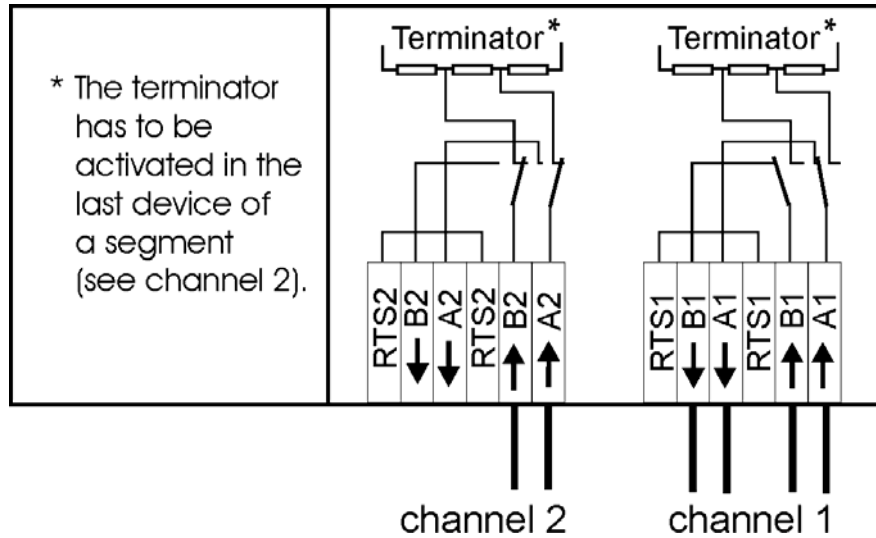 * The terminator
has to be
activated in the
last device of
a segment
(see channel 2).
Terminator*
RTS2
B2
A2
RTS2
B2
A2
channel 2
Terminator*
RTS1
B1
A1
RTS1
B1
A1
channel 1